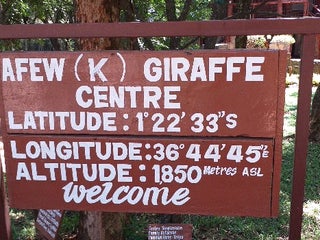 AFEW (K) GIRAFFE
CENTRE
LATITUDE : 1°22'33"S
LONGITUDE : 36°44'45"E
ALTITUDE : 1850 Metres ASL
welcome